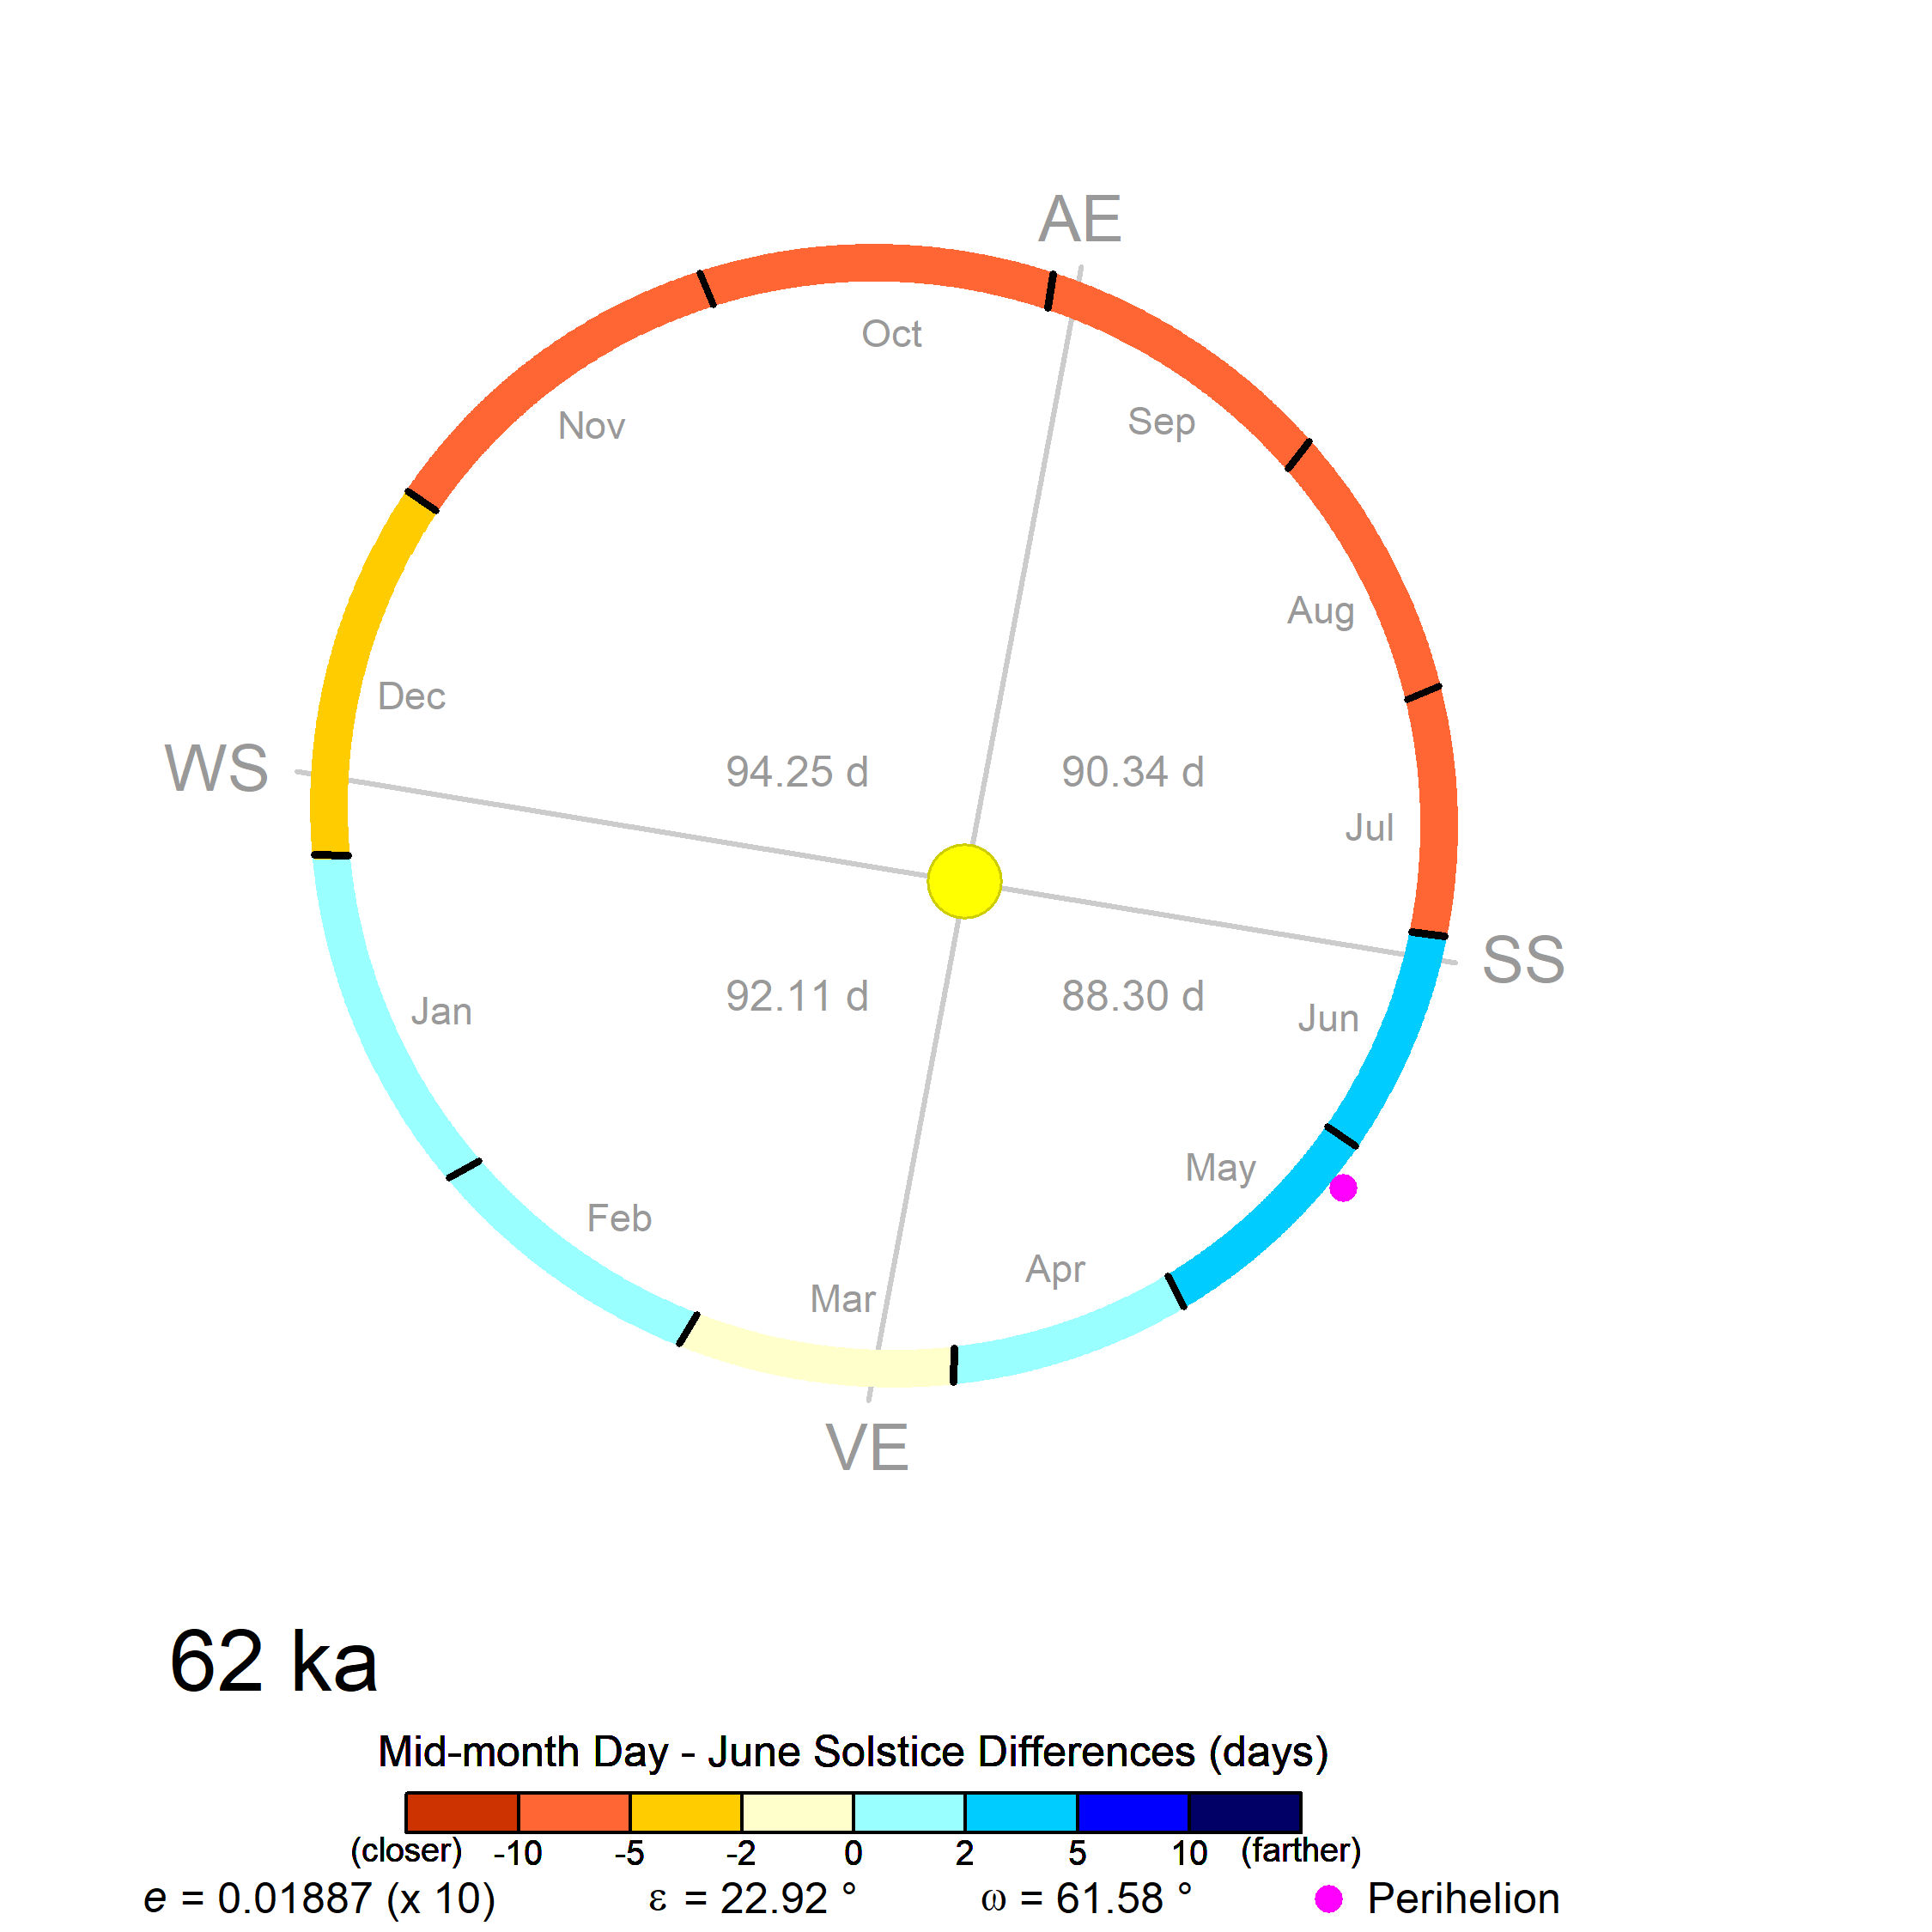 AE
Oct
Nov
Sep
Aug
Dec
WS
94.25 d
90.34 d
Jul
SS
92.11 d
88.30 d
Jan
Jun
May
Feb
Apr
Mar
VE
62 ka
Mid-month Day - June Solstice Differences (days)
(closer) -10 -5 -2 0 2 5 10 (farther)
e = 0.01887 (x 10) ε = 22.92 ° ω = 61.58 ° Perihelion